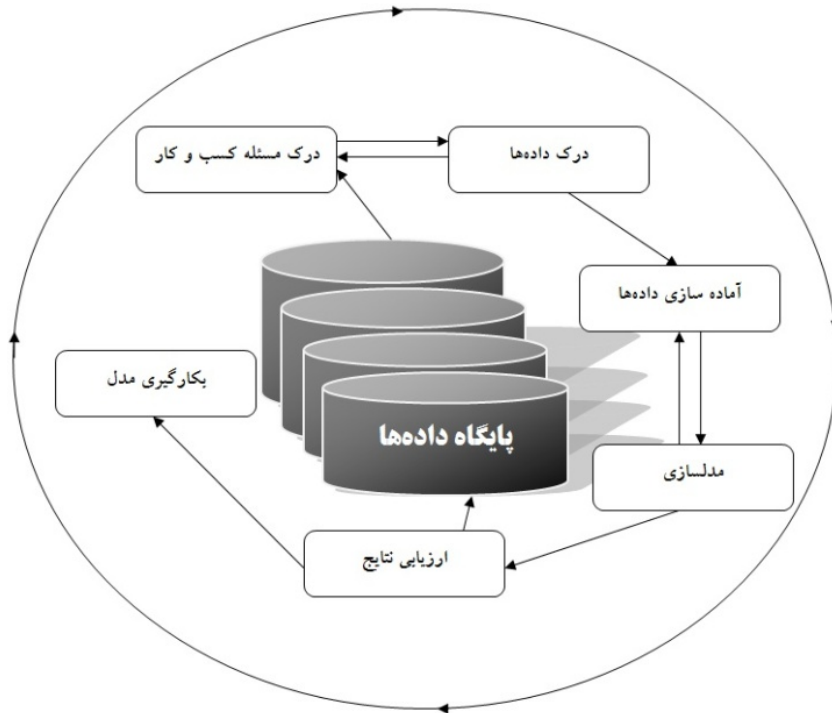 درک مسئله کسب و کار
درک داده‌ها
آماده سازی داده‌ها
بکارگیری مدل
پایگاه داده‌ها
مدلسازی
ارزیابی نتایج